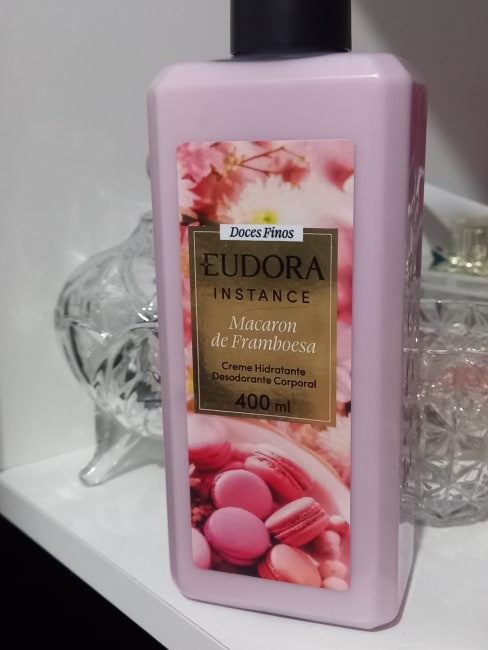 Doces Finos
EUDORA
INSTANCE
Macaron
de Framboesa
Creme Hidratante
Desodorante Corporal
400 ml